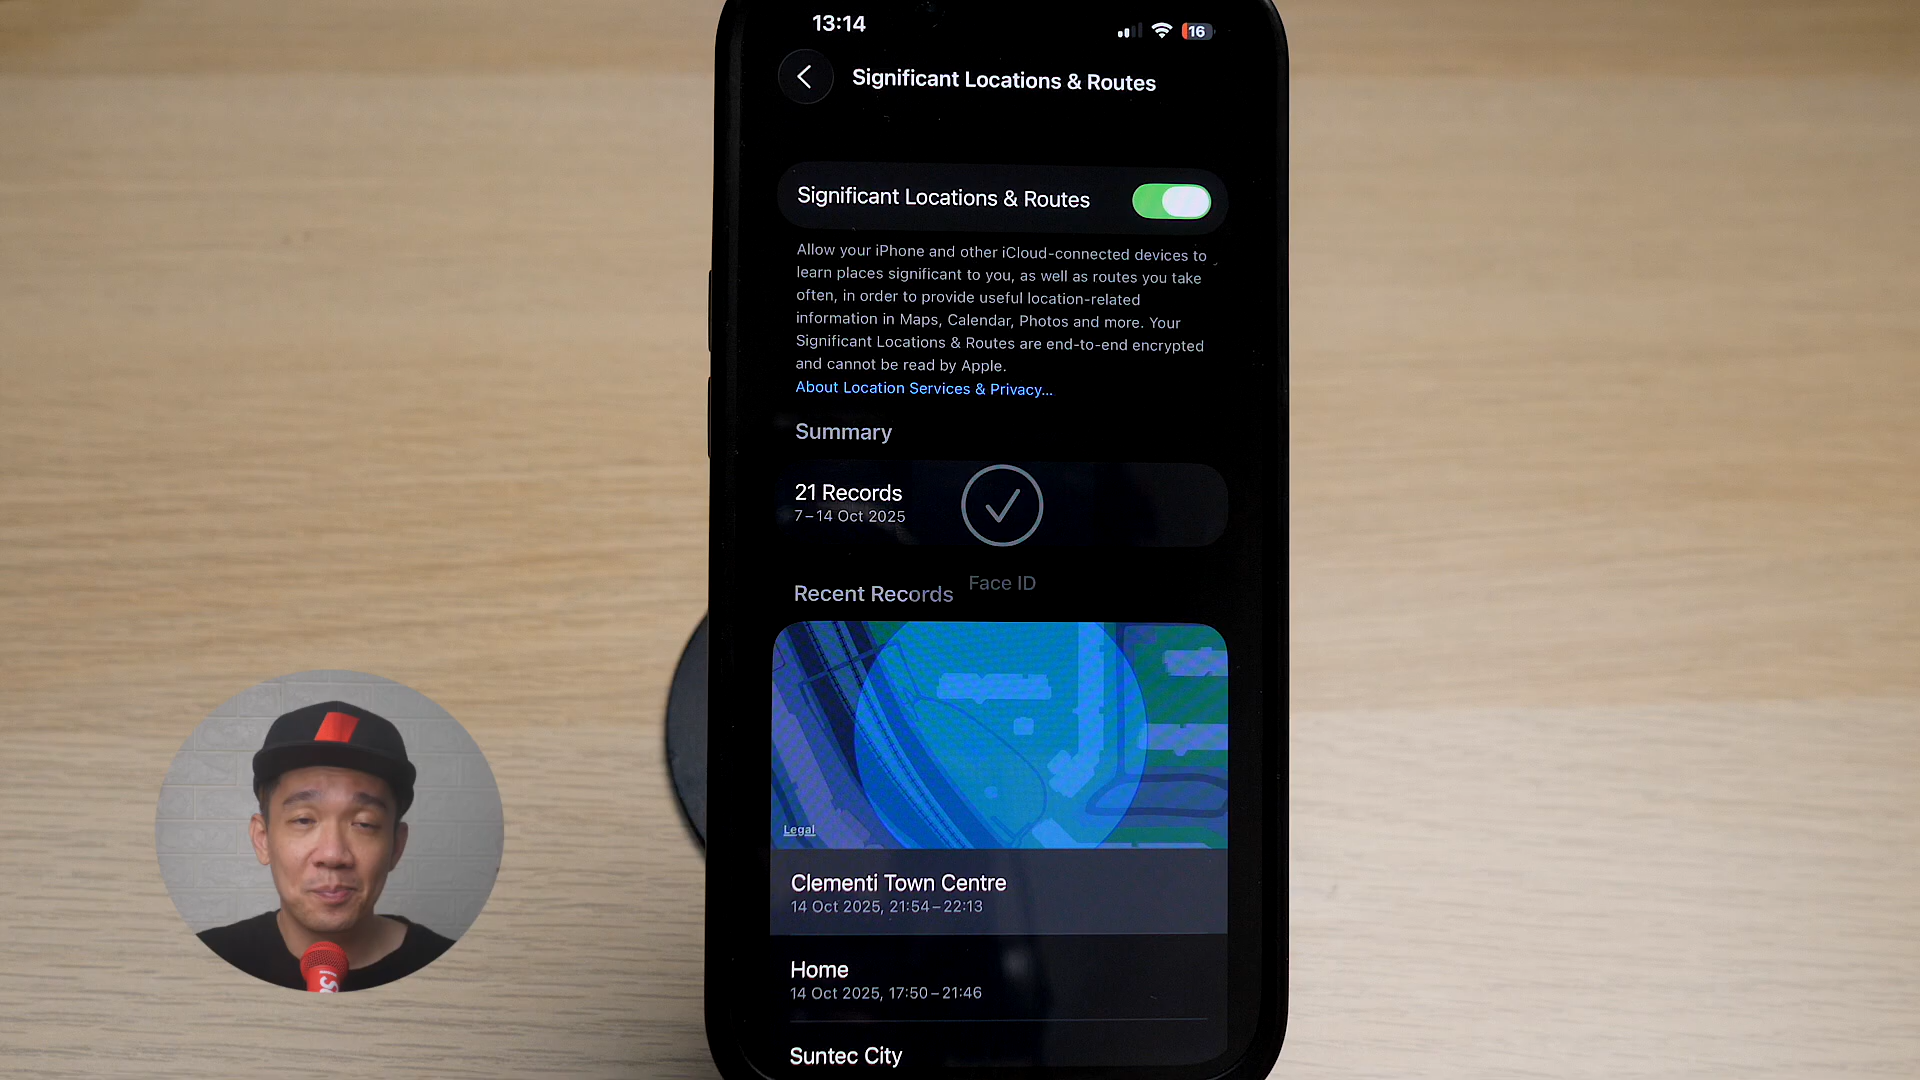 13:14
16
Significant Locations & Routes
Significant Locations & Routes
Allow your iPhone and other iCloud-connected devices to
learn places significant to you, as well as routes you take
often, in order to provide useful location-related
information in Maps, Calendar, Photos and more. Your
Significant Locations & Routes are end-to-end encrypted
and cannot be read by Apple.
About Location Services & Privacy...
Summary
21 Records
7–14 Oct 2025
Face ID
Recent Records
Legal
Clementi Town Centre
14 Oct 2025, 21:54–22:13
Home
14 Oct 2025, 17:50–21:46
Suntec City